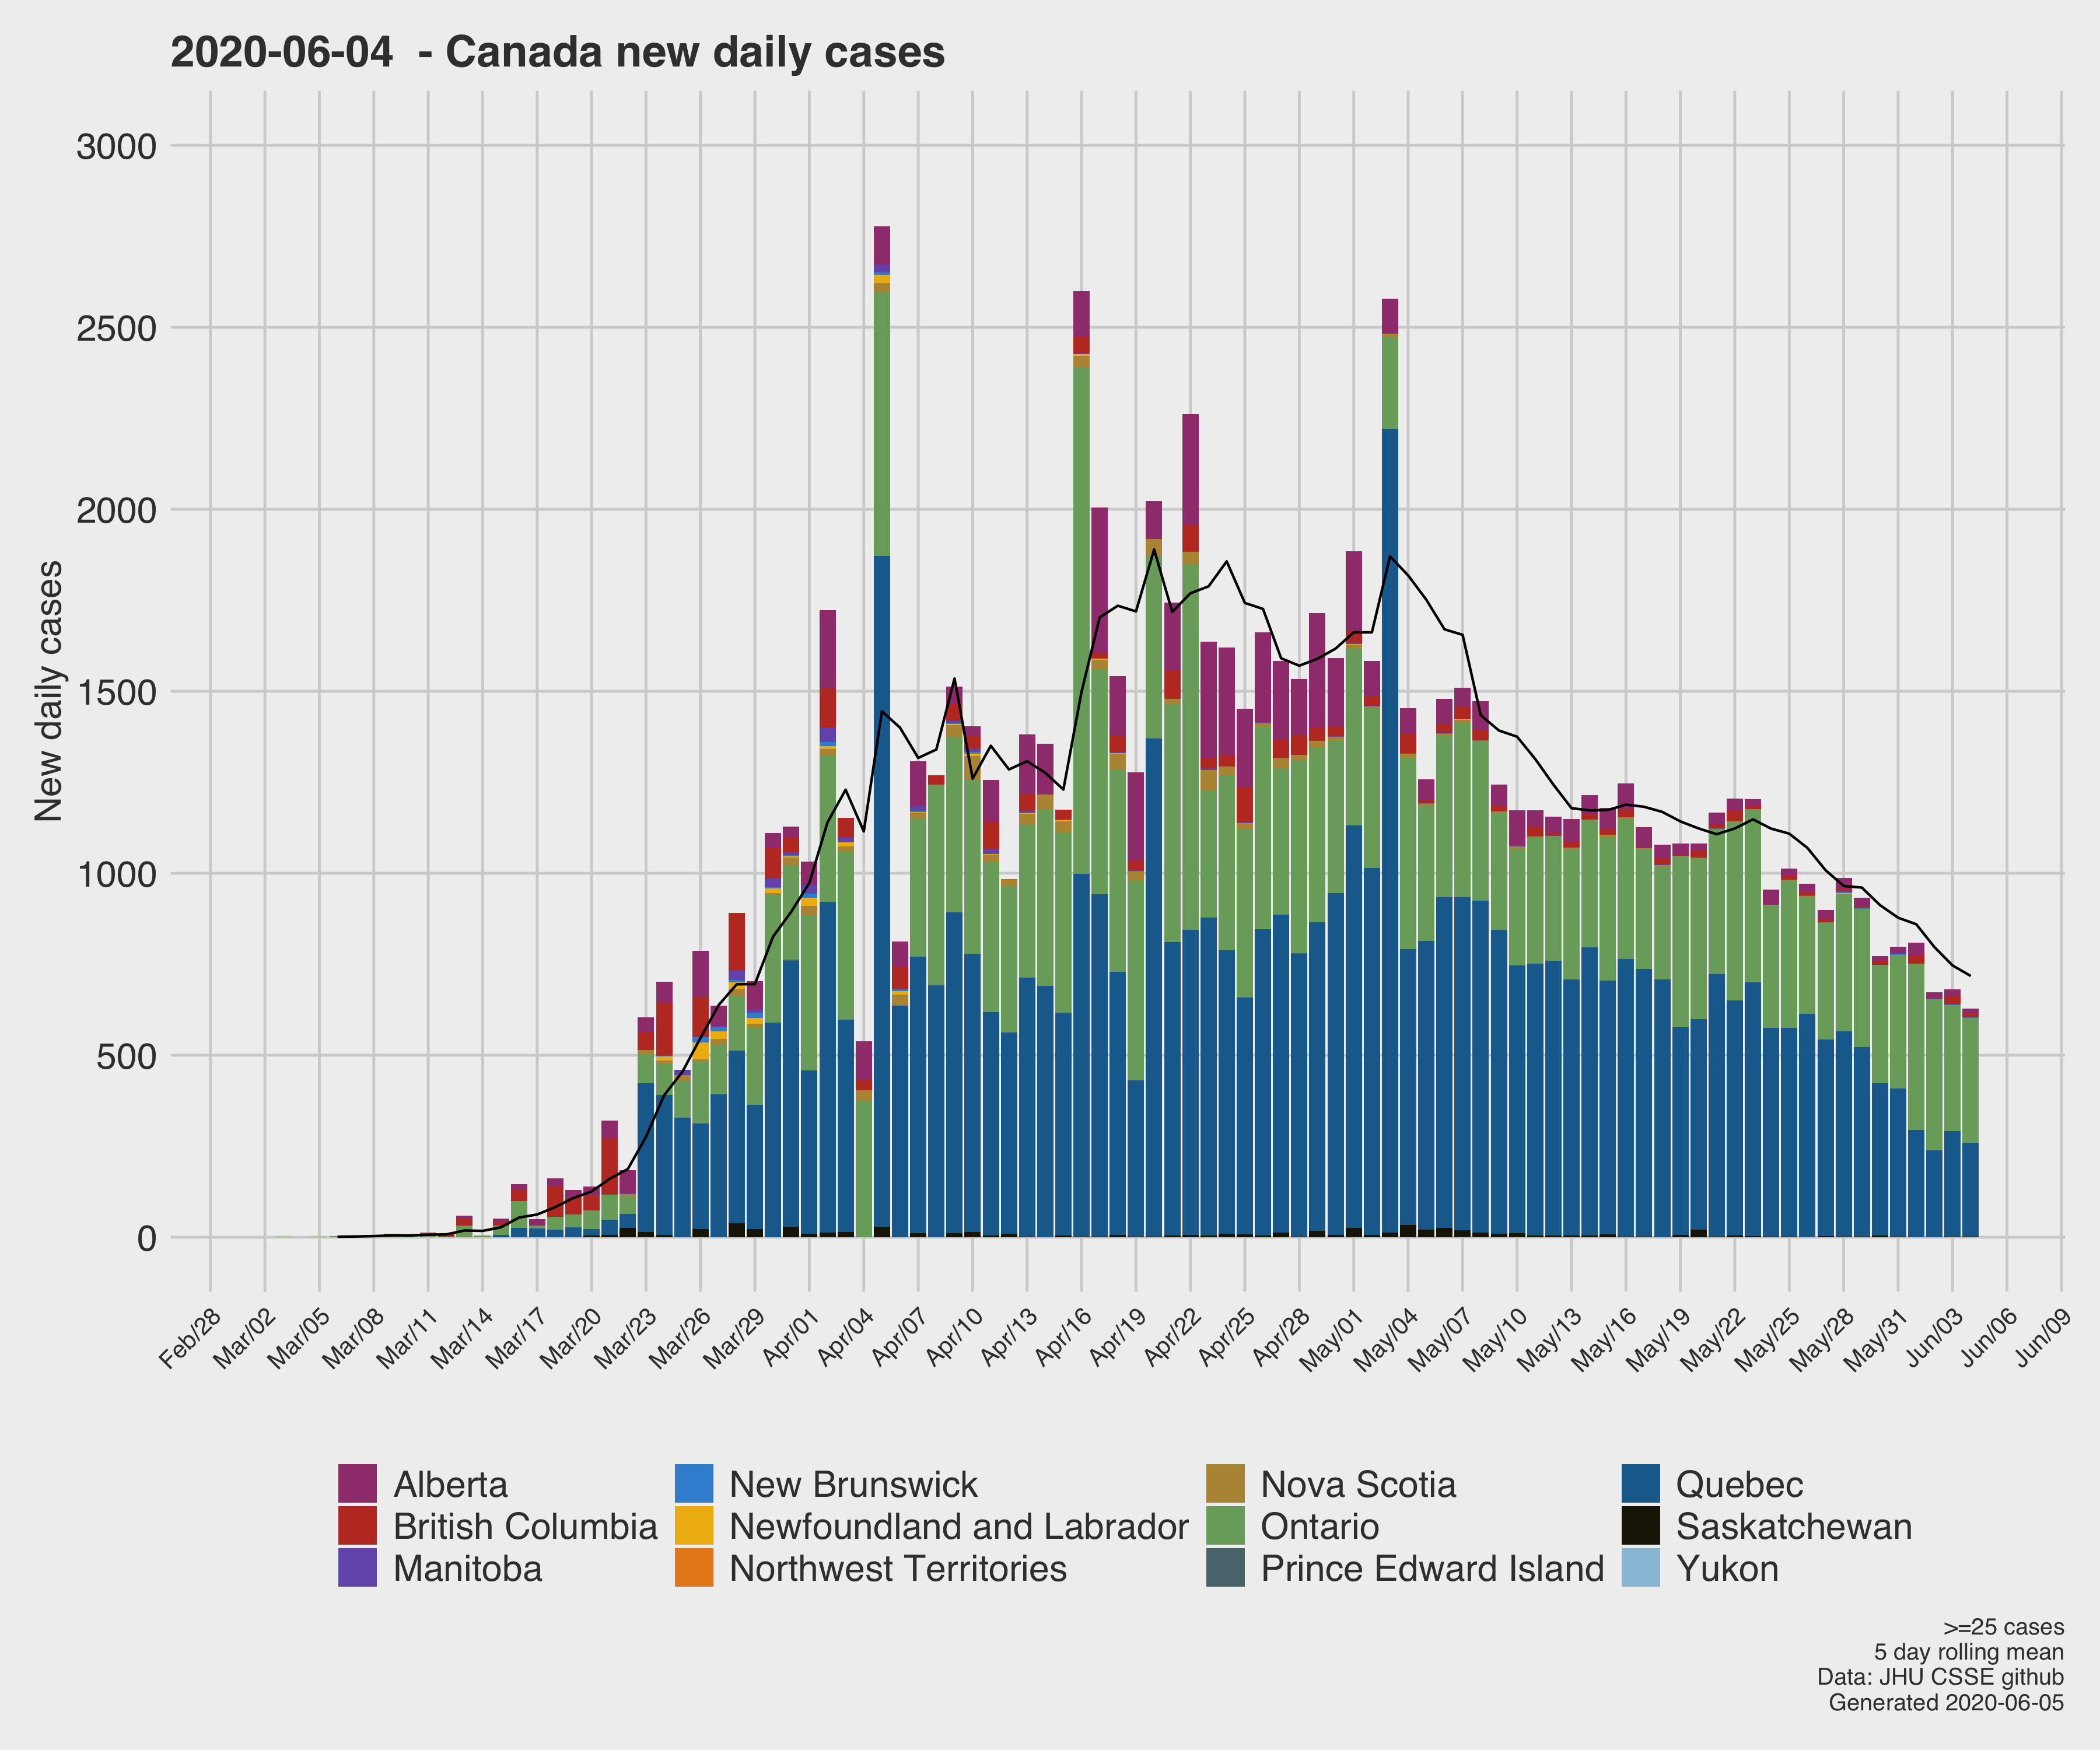 2020-06-04 - Canada new daily cases
New daily cases
3000
2500
2000
1500
1000
500
0
Feb/28 Mar/02 Mar/05 Mar/08 Mar/11 Mar/14 Mar/17 Mar/20 Mar/23 Mar/26 Mar/29 Apr/01 Apr/04 Apr/07 Apr/10 Apr/13 Apr/16 Apr/19 Apr/22 Apr/25 Apr/28 May/01 May/04 May/07 May/10 May/13 May/16 May/19 May/22 May/25 May/28 May/31 Jun/03 Jun/06 Jun/09
Alberta New Brunswick Nova Scotia Quebec
British Columbia Newfoundland and Labrador Ontario Saskatchewan
Manitoba Northwest Territories Prince Edward Island Yukon
>=25 cases
5 day rolling mean
Data: JHU CSSE github
Generated 2020-06-05